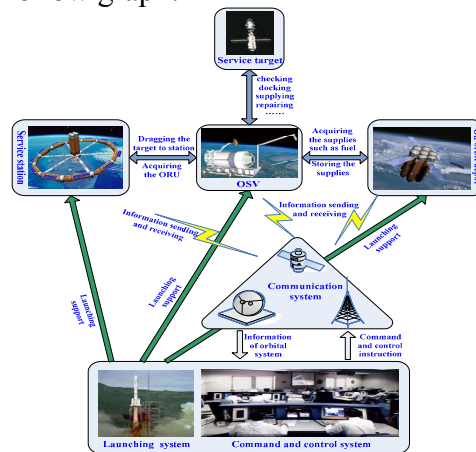 Service target
checking
docking
supplying
repairing
......
Service station
Dragging the
target to station
Acquiring
the ORU
OSV
Acquiring
the supplies
such as fuel
Storing the
supplies
Information sending
and receiving
Information sending
and receiving
Launching
support
Launching
support
Launching
support
Communication
system
Information
of orbital
system
Command
and control
instruction
Launching system
Command and control system